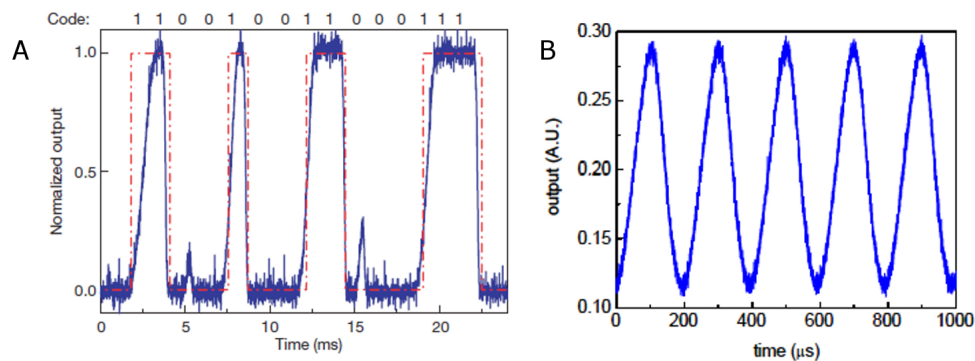 Code: 1 1 0 0 1 0 0 1 1 0 0 0 1 1 1
A
Normalized output
1.0
0.0
0 5 10 15 20
Time (ms)
B
output (A.U.)
0.30
0.25
0.20
0.15
0.10
0 200 400 600 800 1000
time (μs)